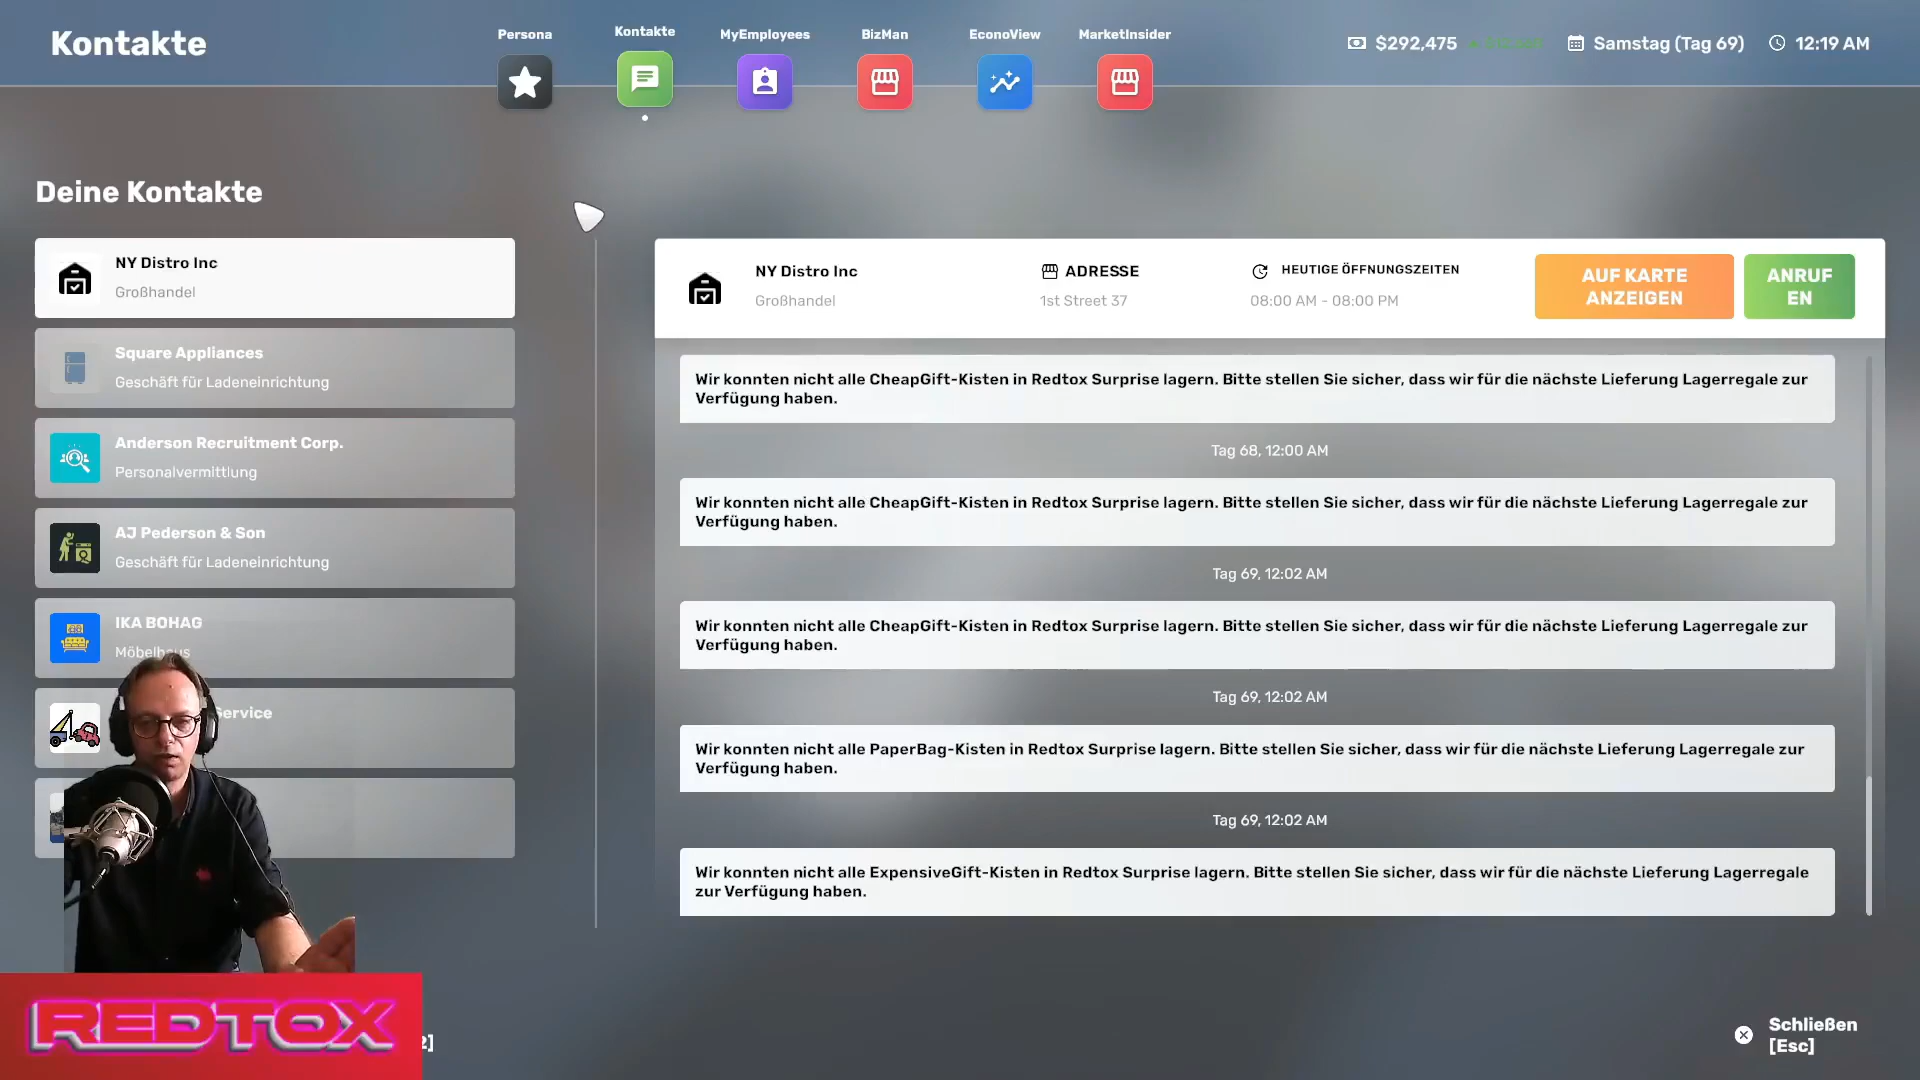 Kontakte
Persona
Kontakte
MyEmployees
BizMan
EconoView
MarketInsider
$292,475
Samstag (Tag 69)
12:19 AM
Deine Kontakte
NY Distro Inc
Großhandel
Square Appliances
Geschäft für Ladeneinrichtung
Anderson Recruitment Corp.
Personalvermittlung
AJ Pederson & Son
Geschäft für Ladeneinrichtung
IKA BOHAG
Möbelhaus
Service
NY Distro Inc
Großhandel
ADRESSE
1st Street 37
HEUTIGE ÖFFNUNGSZEITEN
08:00 AM - 08:00 PM
AUF KARTE
ANZEIGEN
ANRUF
EN
Wir konnten nicht alle CheapGift-Kisten in Redtox Surprise lagern. Bitte stellen Sie sicher, dass wir für die nächste Lieferung Lagerregale zur
Verfügung haben.
Tag 68, 12:00 AM
Wir konnten nicht alle CheapGift-Kisten in Redtox Surprise lagern. Bitte stellen Sie sicher, dass wir für die nächste Lieferung Lagerregale zur
Verfügung haben.
Tag 69, 12:02 AM
Wir konnten nicht alle CheapGift-Kisten in Redtox Surprise lagern. Bitte stellen Sie sicher, dass wir für die nächste Lieferung Lagerregale zur
Verfügung haben.
Tag 69, 12:02 AM
Wir konnten nicht alle PaperBag-Kisten in Redtox Surprise lagern. Bitte stellen Sie sicher, dass wir für die nächste Lieferung Lagerregale zur
Verfügung haben.
Tag 69, 12:02 AM
Wir konnten nicht alle ExpensiveGift-Kisten in Redtox Surprise lagern. Bitte stellen Sie sicher, dass wir für die nächste Lieferung Lagerregale
zur Verfügung haben.
REDTOX
2]
Schließen
[Esc]